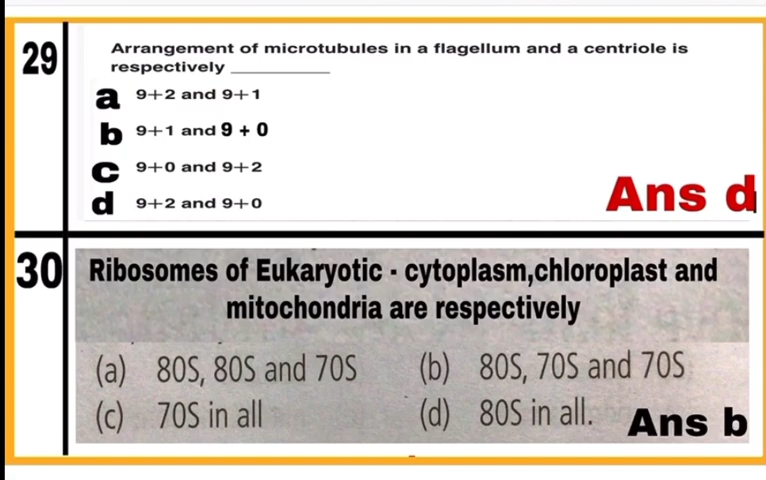 29 Arrangement of microtubules in a flagellum and a centriole is
respectively __________
a 9+2 and 9+1
b 9+1 and 9 + 0
c 9+0 and 9+2
d 9+2 and 9+0
Ans d
30 Ribosomes of Eukaryotic - cytoplasm,chloroplast and
mitochondria are respectively
(a) 80S, 80S and 70S (b) 80S, 70S and 70S
(c) 70S in all (d) 80S in all.
Ans b